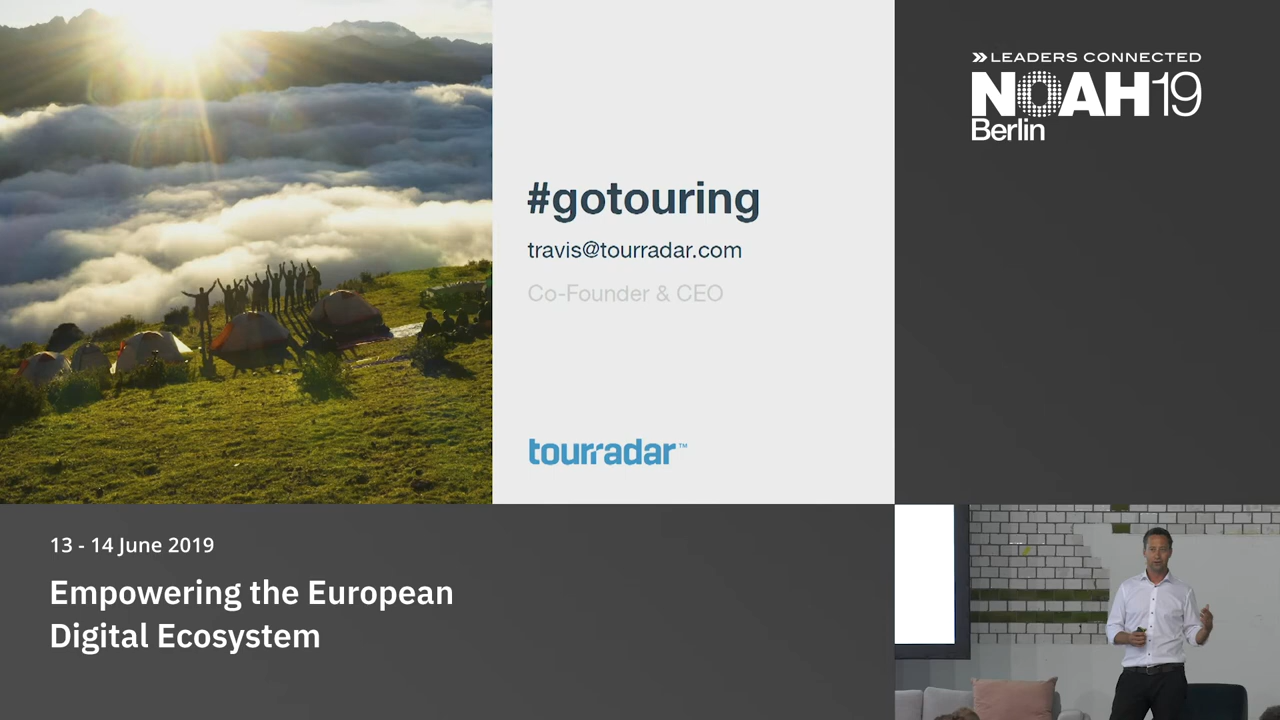 #gotouring
travis@tourradar.com
Co-Founder & CEO
tourradar™
LEADERS CONNECTED
NOAH19
Berlin
13 - 14 June 2019
Empowering the European
Digital Ecosystem